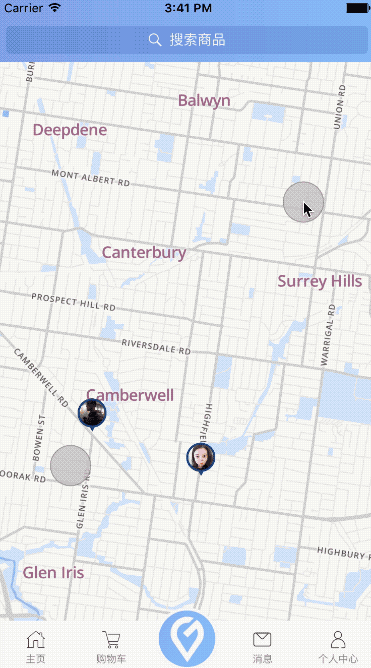 Carrier 3:41 PM
搜索商品
UNION RD
Balwyn
Deepdene
MONT ALBERT RD
Canterbury
Surrey Hills
PROSPECT HILL RD
WARRIGAL RD
RIVERSDALE RD
CAMBERWELL RD
Camberwell
BOWEN ST
GLEN IRIS RD
HIGHBURY R
Glen Iris
主页
购物车
消息
个人中心